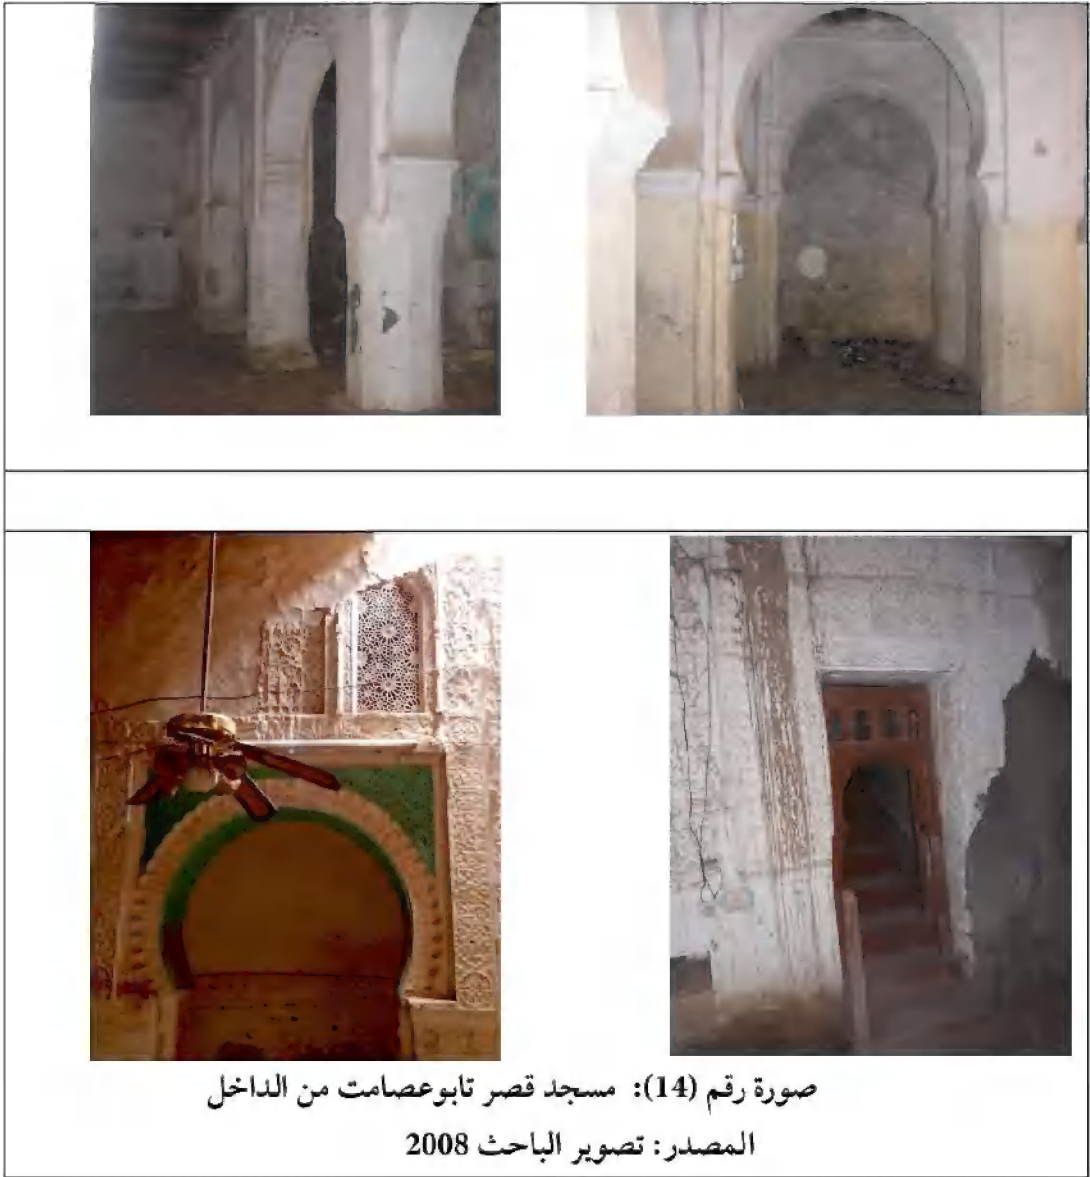 صورة رقم (14): مسجد قصر تابوعصامت من الداخل
المصدر: تصوير الباحث 2008